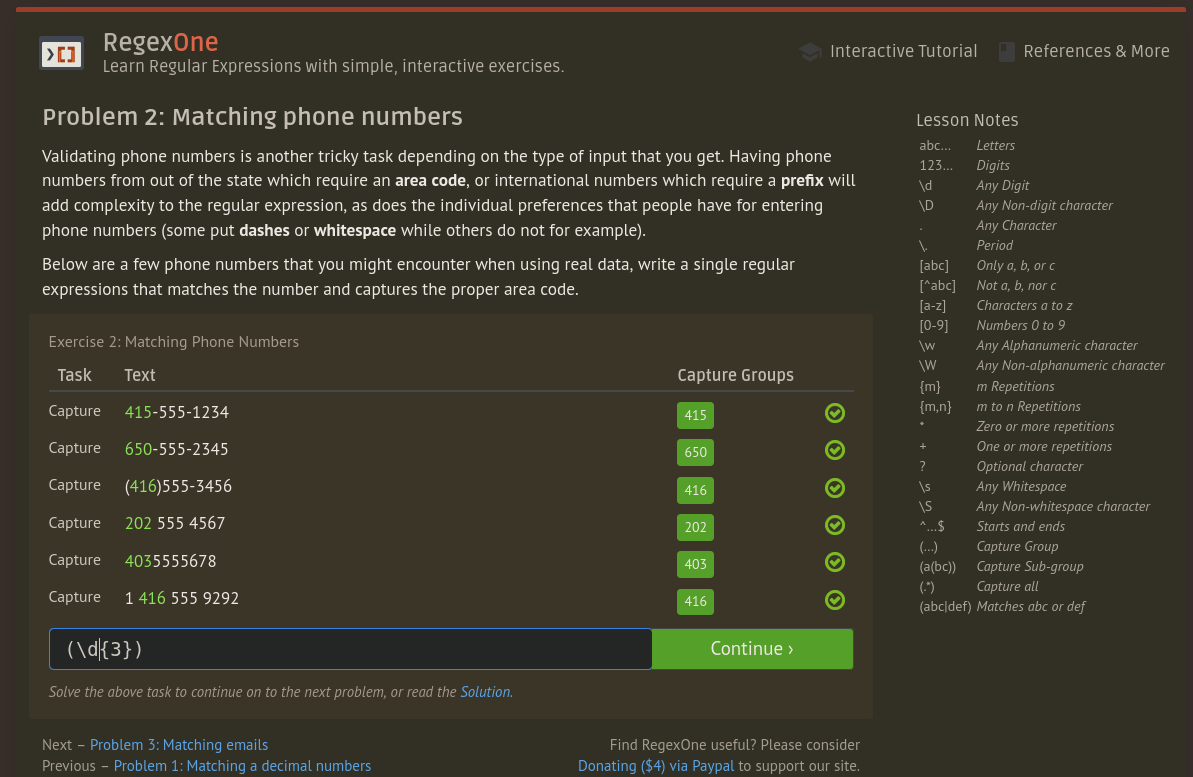 RegexOne
Learn Regular Expressions with simple, interactive exercises.
Interactive Tutorial
References & More
Problem 2: Matching phone numbers
Validating phone numbers is another tricky task depending on the type of input that you get. Having phone
numbers from out of the state which require an area code, or international numbers which require a prefix will
add complexity to the regular expression, as does the individual preferences that people have for entering
phone numbers (some put dashes or whitespace while others do not for example).
Below are a few phone numbers that you might encounter when using real data, write a single regular
expressions that matches the number and captures the proper area code.
Exercise 2: Matching Phone Numbers
Task Text Capture Groups
Capture 415-555-1234 415
Capture 650-555-2345 650
Capture (416)555-3456 416
Capture 202 555 4567 202
Capture 4035555678 403
Capture 1 416 555 9292 416
(\d{3})
Continue ›
Solve the above task to continue on to the next problem, or read the Solution.
Next – Problem 3: Matching emails
Previous – Problem 1: Matching a decimal numbers
Find RegexOne useful? Please consider
Donating ($4) via Paypal to support our site.
Lesson Notes
abc… Letters
123… Digits
\d Any Digit
\D Any Non-digit character
. Any Character
\. Period
[abc] Only a, b, or c
[^abc] Not a, b, nor c
[a-z] Characters a to z
[0-9] Numbers 0 to 9
\w Any Alphanumeric character
\W Any Non-alphanumeric character
{m} m Repetitions
{m,n} m to n Repetitions
* Zero or more repetitions
+ One or more repetitions
? Optional character
\s Any Whitespace
\S Any Non-whitespace character
^…$ Starts and ends
(…) Capture Group
(a(bc)) Capture Sub-group
(.*) Capture all
(abc|def) Matches abc or def